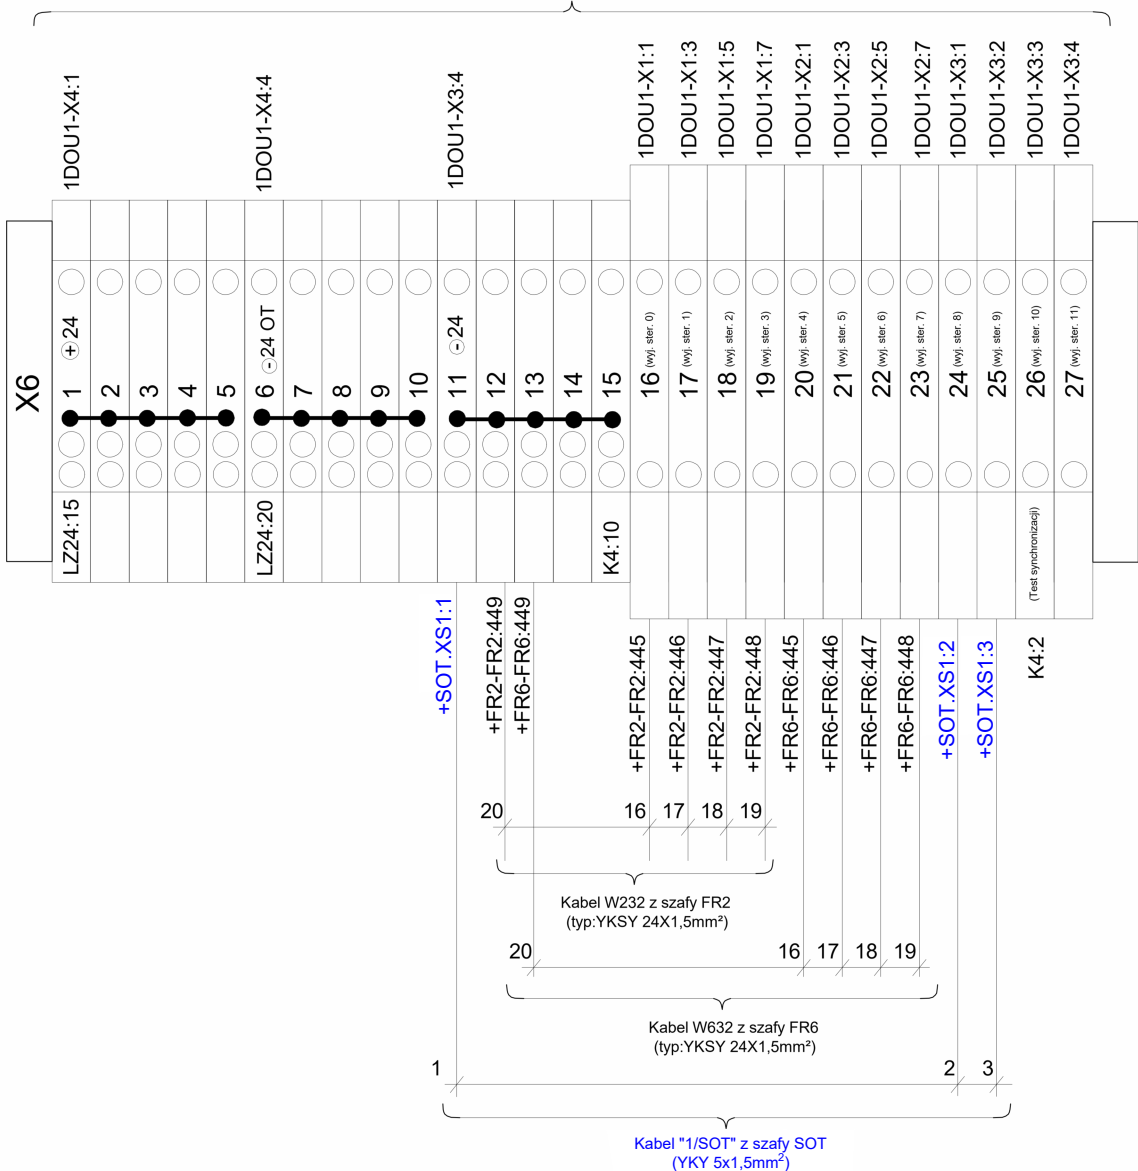 1DOU1-X4:1
1DOU1-X4:4
1DOU1-X3:4
1DOU1-X1:1
1DOU1-X1:3
1DOU1-X1:5
1DOU1-X1:7
1DOU1-X2:1
1DOU1-X2:3
1DOU1-X2:5
1DOU1-X2:7
1DOU1-X3:1
1DOU1-X3:2
1DOU1-X3:3
1DOU1-X3:4
X6
1 +24
2
3
4
5
6 -24 OT
7
8
9
10
11 -24
12
13
14
15
16 (wyj. ster. 0)
17 (wyj. ster. 1)
18 (wyj. ster. 2)
19 (wyj. ster. 3)
20 (wyj. ster. 4)
21 (wyj. ster. 5)
22 (wyj. ster. 6)
23 (wyj. ster. 7)
24 (wyj. ster. 8)
25 (wyj. ster. 9)
26 (wyj. ster. 10)
27 (wyj. ster. 11)
LZ24:15
LZ24:20
K4:10
(Test synchronizacji)
+SOT.XS1:1
+FR2-FR2:449
+FR6-FR6:449
+FR2-FR2:445
+FR2-FR2:446
+FR2-FR2:447
+FR2-FR2:448
+FR6-FR6:445
+FR6-FR6:446
+FR6-FR6:447
+FR6-FR6:448
+SOT.XS1:2
+SOT.XS1:3
K4:2
20 16 17 18 19
Kabel W232 z szafy FR2
(typ:YKSY 24X1,5mm²)
20 16 17 18 19
Kabel W632 z szafy FR6
(typ:YKSY 24X1,5mm²)
1 2 3
Kabel "1/SOT" z szafy SOT
(YKY 5x1,5mm²)